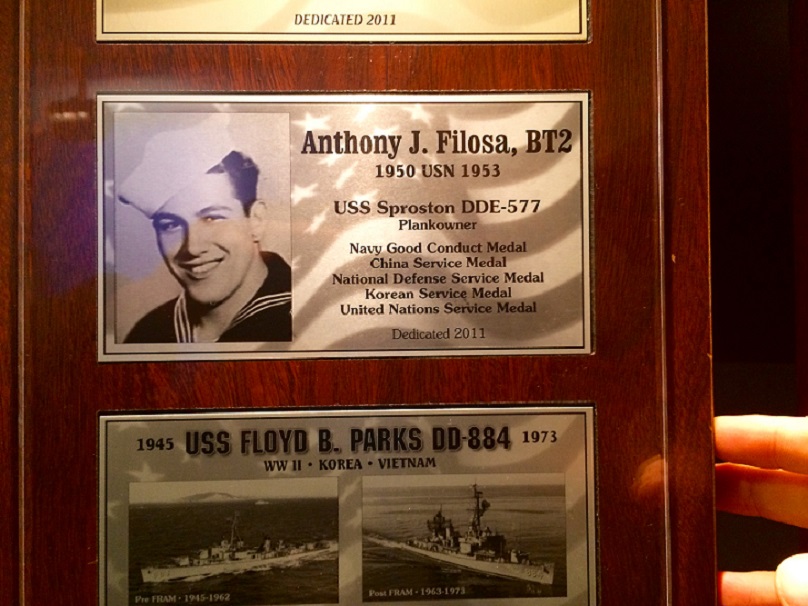 DEDICATED 2011
Anthony J. Filosa, BT2
1950 USN 1953
USS Sproston DDE-577
Plankowner
Navy Good Conduct Medal
China Service Medal
National Defense Service Medal
Korean Service Medal
United Nations Service Medal
Dedicated 2011
1945 USS FLOYD B. PARKS DD-884 1973
WW II • KOREA • VIETNAM
Pre FRAM • 1945-1962
Post FRAM • 1963-1973